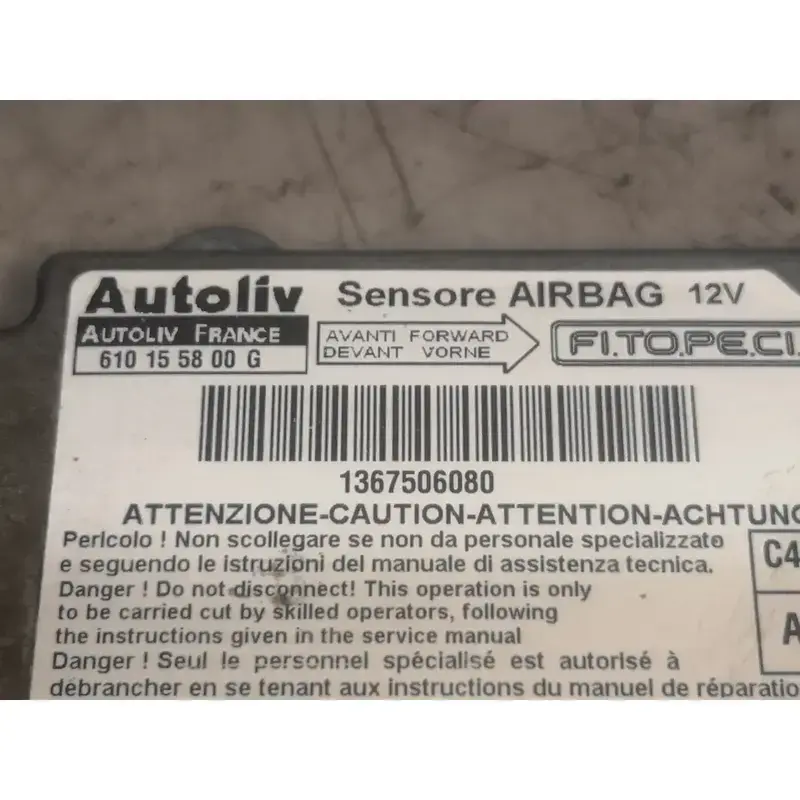 Autoliv Sensore AIRBAG 12V
AUTOLIV FRANCE
610 15 58 00 G
AVANTI FORWARD
DEVANT VORNE
FI.TO.PE.CI.
1367506080
ATTENZIONE-CAUTION-ATTENTION-ACHTUNG
Pericolo ! Non scollegare se non da personale specializzato
e seguendo le istruzioni del manuale di assistenza tecnica.
C4
Danger ! Do not disconnect! This operation is only
to be carried cut by skilled operators, following
the instructions given in the service manual
A
Danger ! Seul le personnel spécialisé est autorisé à
débrancher en se tenant aux instructions du manuel de réparatio